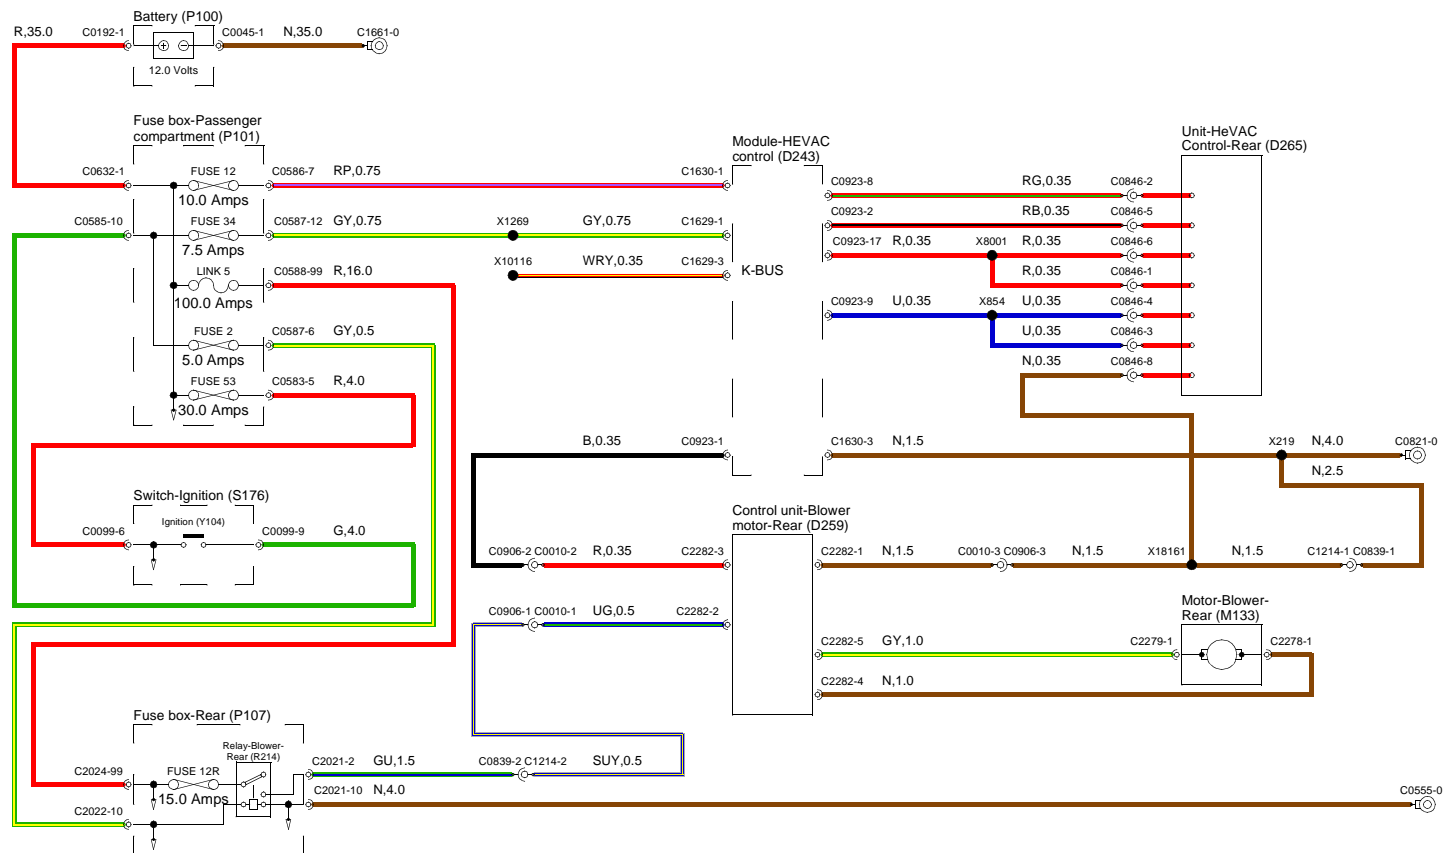 Battery (P100)
R,35.0
C0192-1
C0045-1
N,35.0
C1661-0
12.0 Volts
Fuse box-Passenger
compartment (P101)
C0632-1
FUSE 12
10.0 Amps
C0586-7
RP,0.75
C1630-1
C0585-10
FUSE 34
7.5 Amps
C0587-12
GY,0.75
X1269
GY,0.75
C1629-1
X10116
WRY,0.35
C1629-3
K-BUS
LINK 5
100.0 Amps
C0588-99
R,16.0
FUSE 2
5.0 Amps
C0587-6
GY,0.5
FUSE 53
30.0 Amps
C0583-5
R,4.0
Module-HEVAC
control (D243)
Unit-HeVAC
Control-Rear (D265)
C0923-8
RG,0.35
C0846-2
C0923-2
RB,0.35
C0846-5
C0923-17
R,0.35
X8001
R,0.35
C0846-6
R,0.35
C0846-1
C0923-9
U,0.35
X854
U,0.35
C0846-4
U,0.35
C0846-3
N,0.35
C0846-8
B,0.35
C0923-1
C1630-3
N,1.5
X219
N,4.0
C0821-0
N,2.5
Switch-Ignition (S176)
C0099-6
Ignition (Y104)
C0099-9
G,4.0
Control unit-Blower
motor-Rear (D259)
C0906-2
C0010-2
R,0.35
C2282-3
C2282-1
N,1.5
C0010-3
C0906-3
N,1.5
X18161
N,1.5
C1214-1
C0839-1
C0906-1
C0010-1
UG,0.5
C2282-2
Motor-Blower-
Rear (M133)
C2282-5
GY,1.0
C2279-1
C2278-1
C2282-4
N,1.0
Fuse box-Rear (P107)
Relay-Blower-
Rear (R214)
C2024-99
FUSE 12R
15.0 Amps
C2021-2
GU,1.5
C0839-2
C1214-2
SUY,0.5
C2021-10
N,4.0
C0555-0
C2022-10